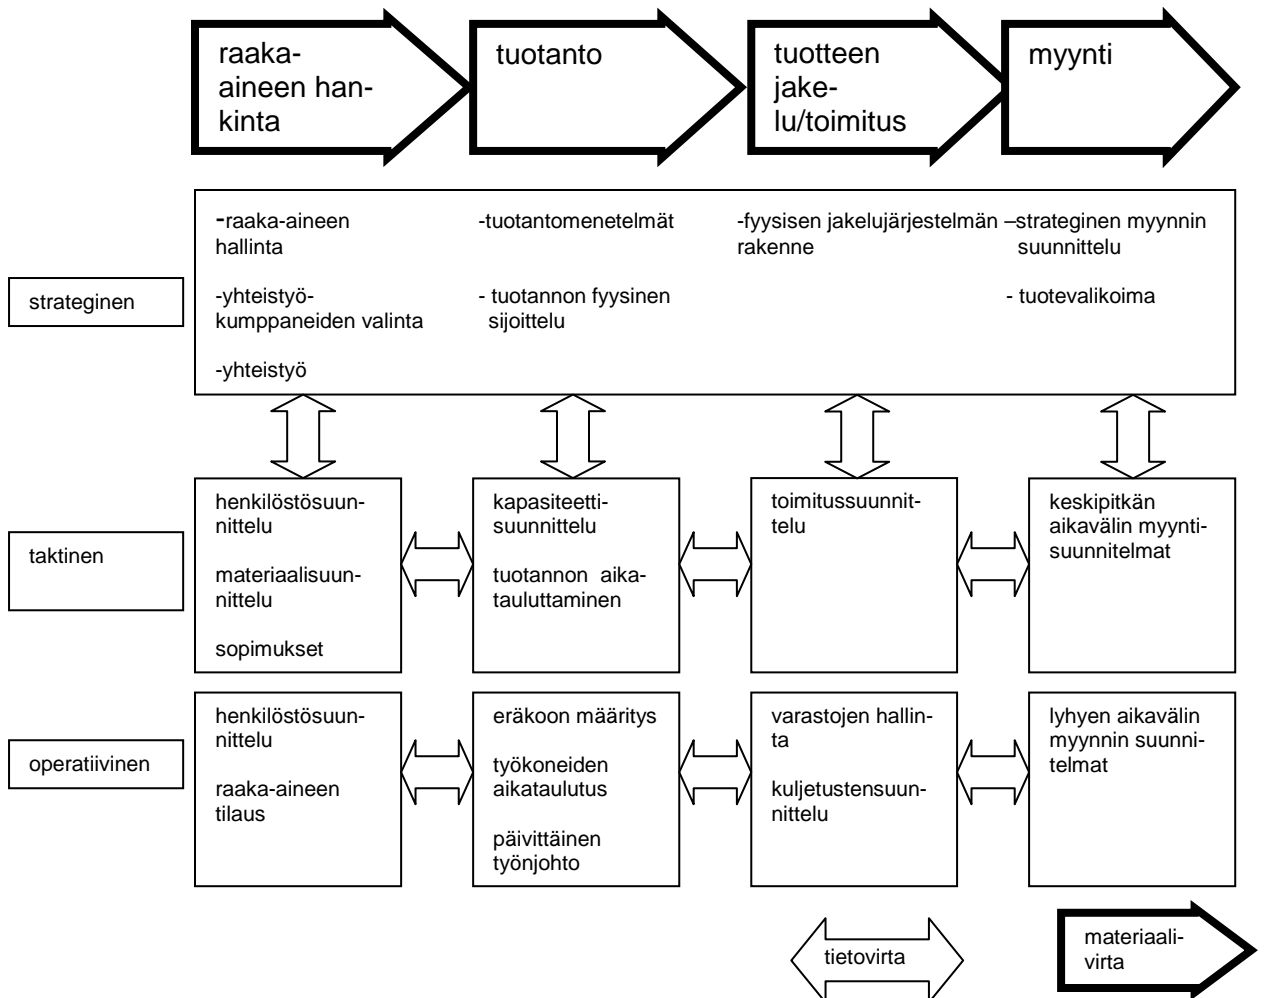 raaka-
aineen han-
kinta
tuotanto
tuotteen
jake-
lu/toimitus
myynti
strateginen
-raaka-aineen
hallinta
-yhteistyö-
kumppaneiden valinta
-yhteistyö
-tuotantomenetelmät
- tuotannon fyysinen
sijoittelu
-fyysisen jakelujärjestelmän
rakenne
–strateginen myynnin
suunnittelu
- tuotevalikoima
taktinen
henkilöstösuun-
nittelu
materiaalisuun-
nittelu
sopimukset
kapasiteetti-
suunnittelu
tuotannon aika-
tauluttaminen
toimitussuunnit-
telu
keskipitkän
aikavälin myynti-
suunnitelmat
operatiivinen
henkilöstösuun-
nittelu
raaka-aineen
tilaus
eräkoon määritys
työkoneiden
aikataulutus
päivittäinen
työnjohto
varastojen hallin-
ta
kuljetustensuun-
nittelu
lyhyen aikavälin
myynnin suunni-
telmat
tietovirta
materiaali-
virta